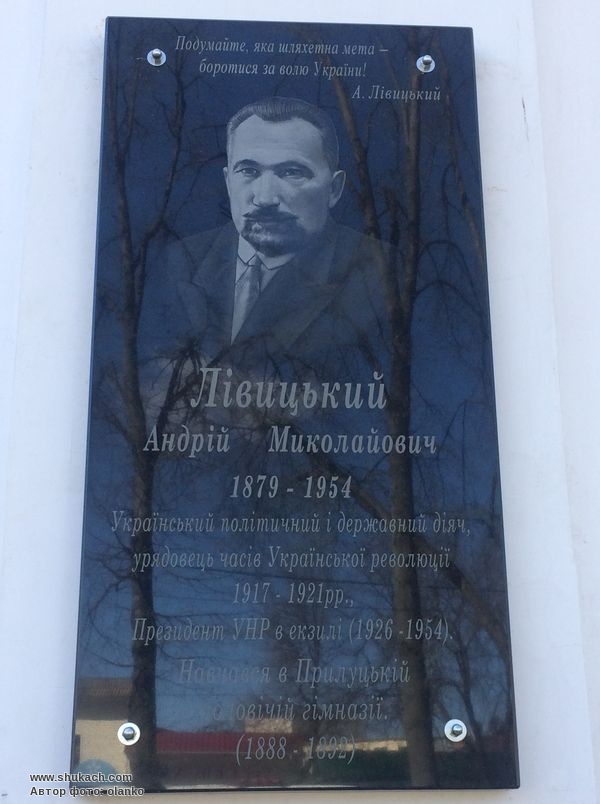 Подумайте, яка шляхетна мета –
боротися за волю України!
А. Лівицький
Лівицький
Андрій Миколайович
1879 - 1954
Український політичний і державний діяч,
урядовець часів Української революції
1917 - 1921рр.,
Президент УНР в екзилі (1926 -1954).
Навчався в Прилуцькій
чоловічій гімназії.
(1888 - 1892)
www.shukach.com
Автор фото: olanko